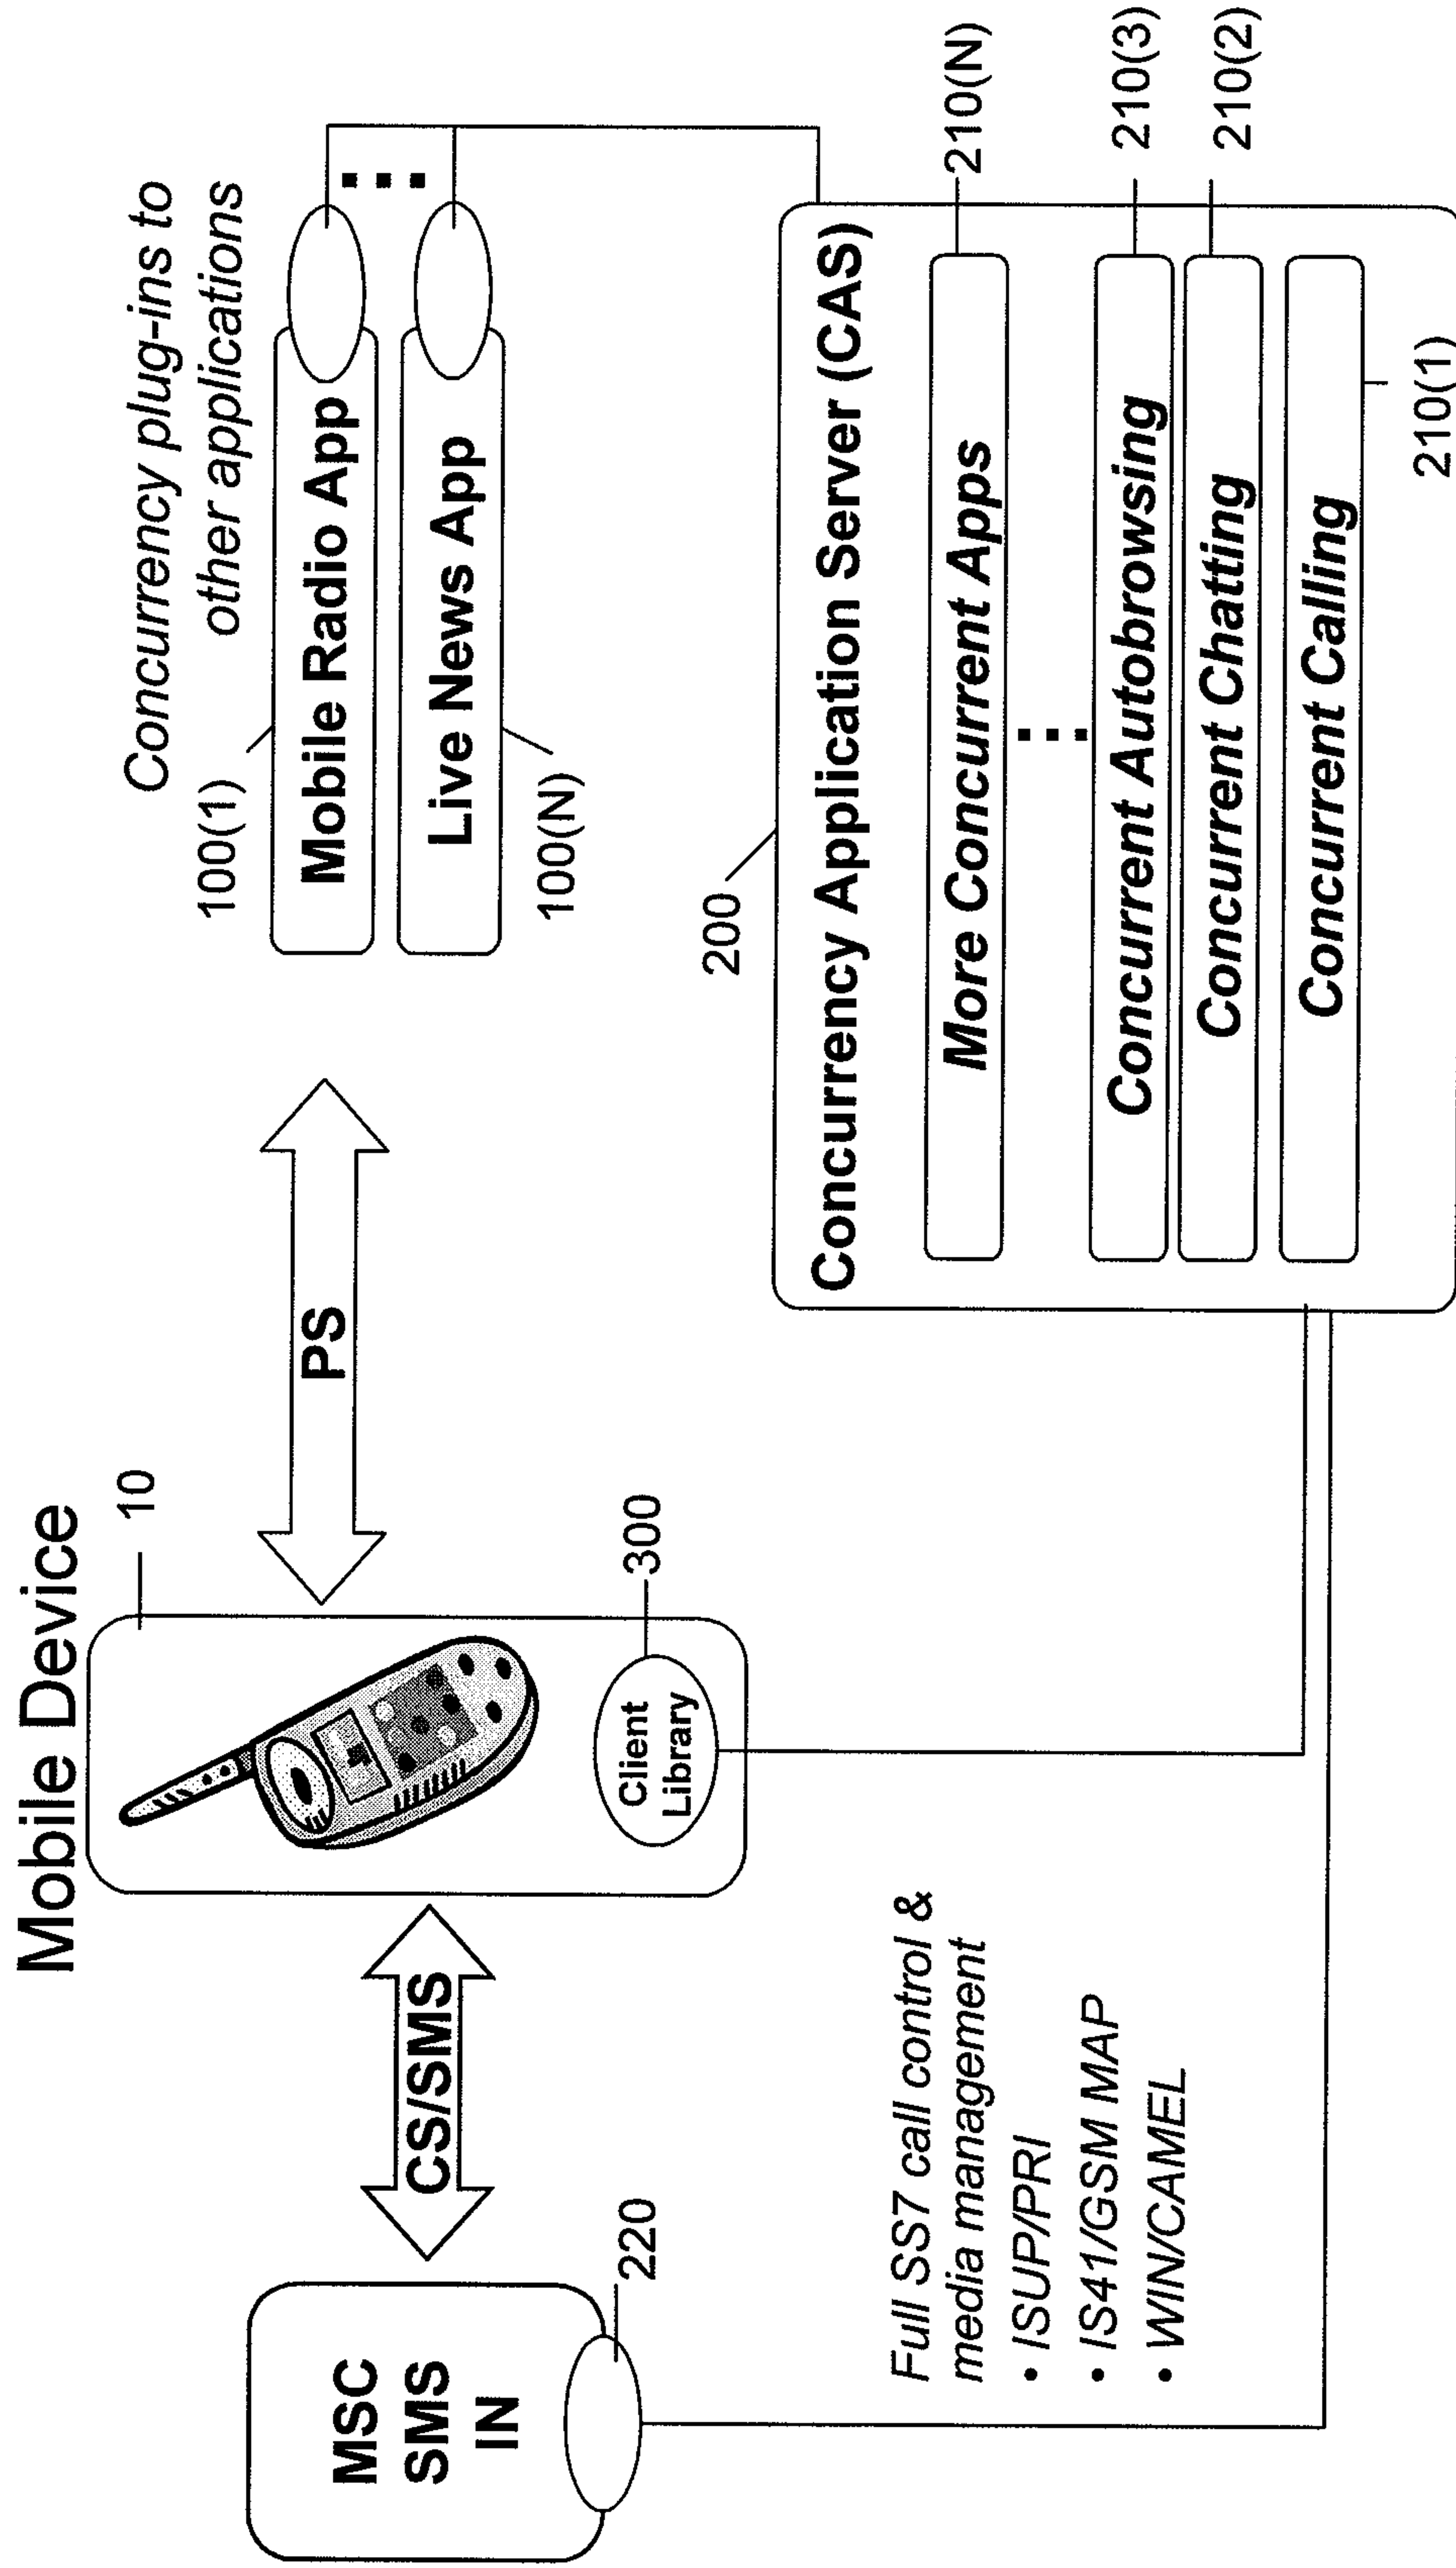 Mobile Device
10
MSC
SMS
IN
220
CS/SMS
Client
Library
300
PS
Concurrency plug-ins to
other applications
100(1)
Mobile Radio App
Live News App
100(N)
200
Concurrency Application Server (CAS)
More Concurrent Apps
210(N)
Concurrent Autobrowsing
210(3)
Concurrent Chatting
210(2)
Concurrent Calling
210(1)
Full SS7 call control &
media management
• ISUP/PRI
• IS41/GSM MAP
• WIN/CAMEL